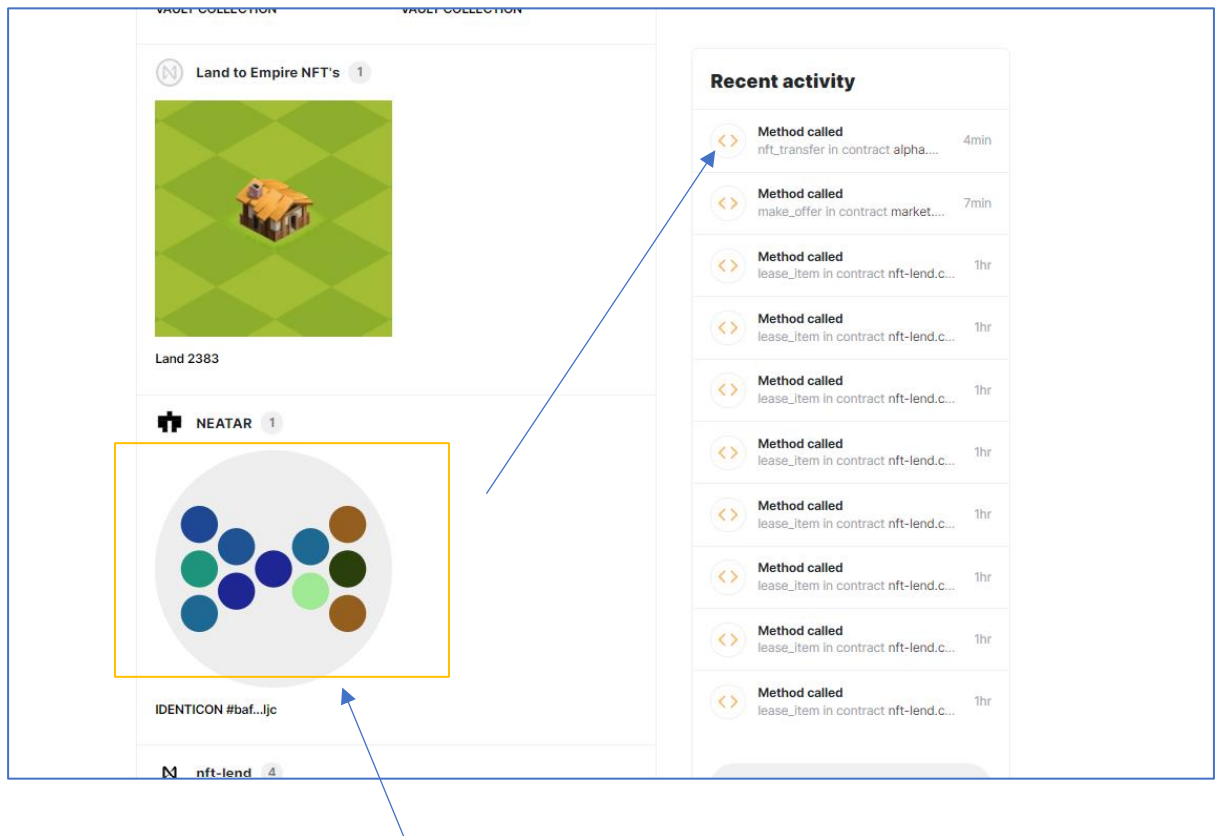 VAULT COLLECTION VAULT COLLECTION
Land to Empire NFT's 1
Land 2383
NEATAR 1
IDENTICON #baf...ljc
nft-lend 4
Recent activity
Method called
nft_transfer in contract alpha.... 4min
Method called
make_offer in contract market.... 7min
Method called
lease_item in contract nft-lend.c... 1hr
Method called
lease_item in contract nft-lend.c... 1hr
Method called
lease_item in contract nft-lend.c... 1hr
Method called
lease_item in contract nft-lend.c... 1hr
Method called
lease_item in contract nft-lend.c... 1hr
Method called
lease_item in contract nft-lend.c... 1hr
Method called
lease_item in contract nft-lend.c... 1hr
Method called
lease_item in contract nft-lend.c... 1hr